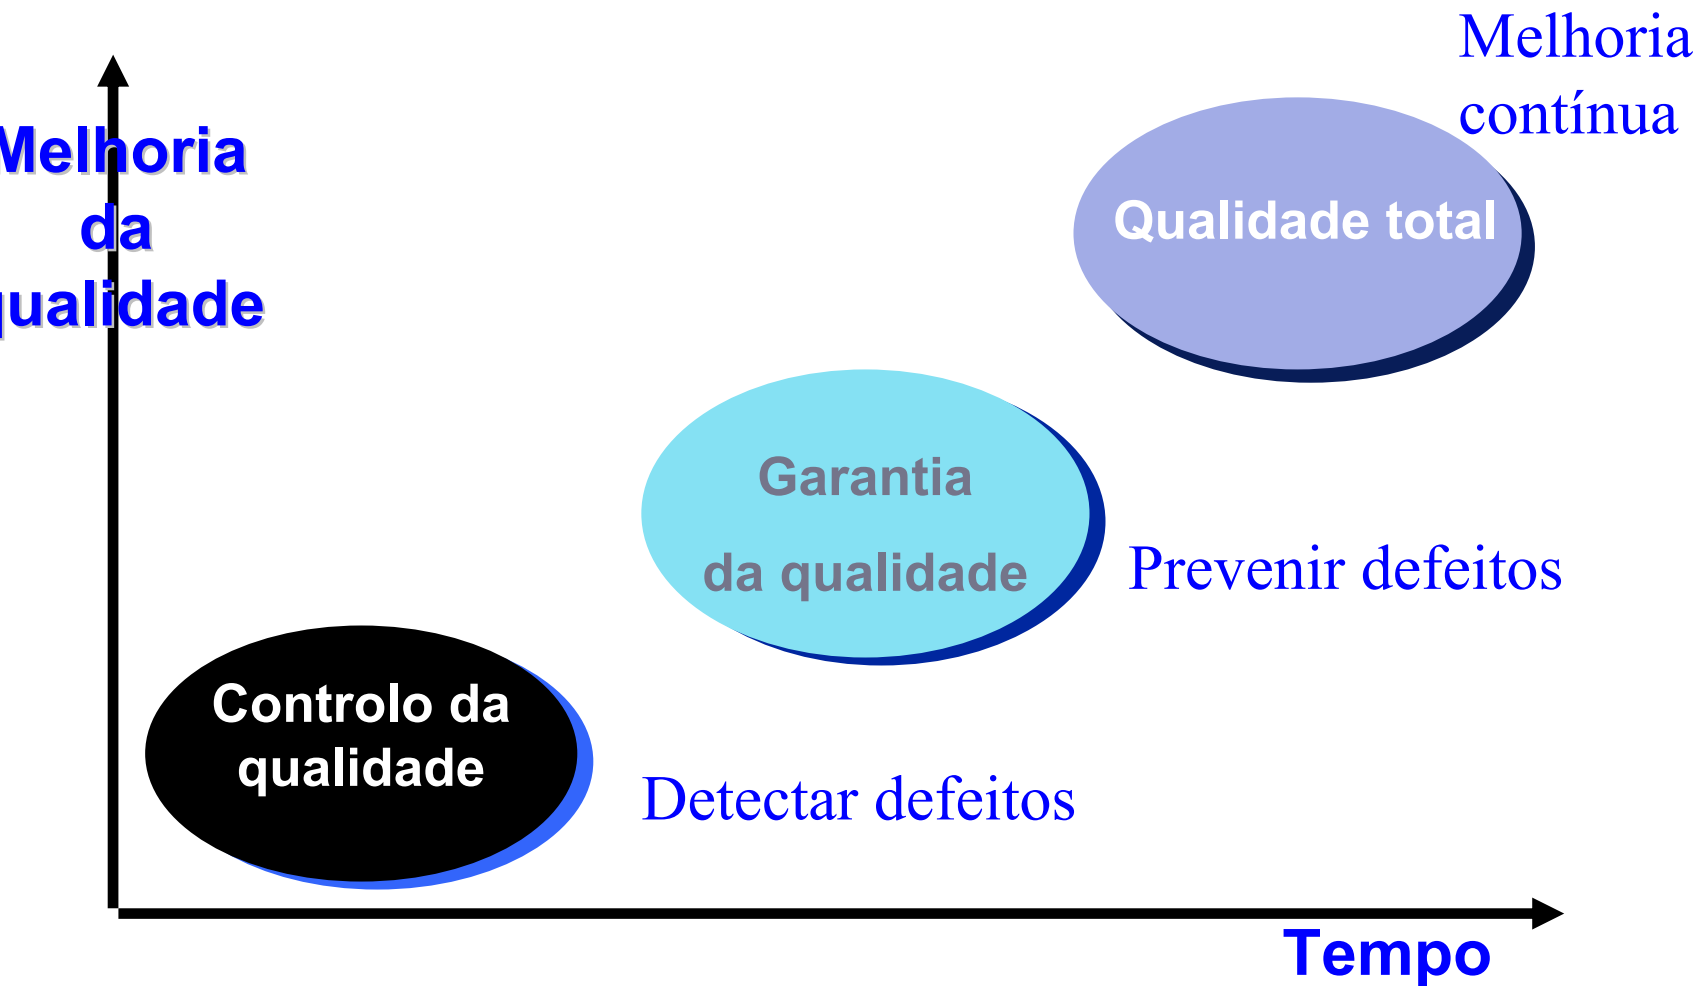 Melhoria
contínua
Melhoria
da
qualidade
Qualidade total
Garantia
da qualidade
Prevenir defeitos
Controlo da
qualidade
Detectar defeitos
Tempo